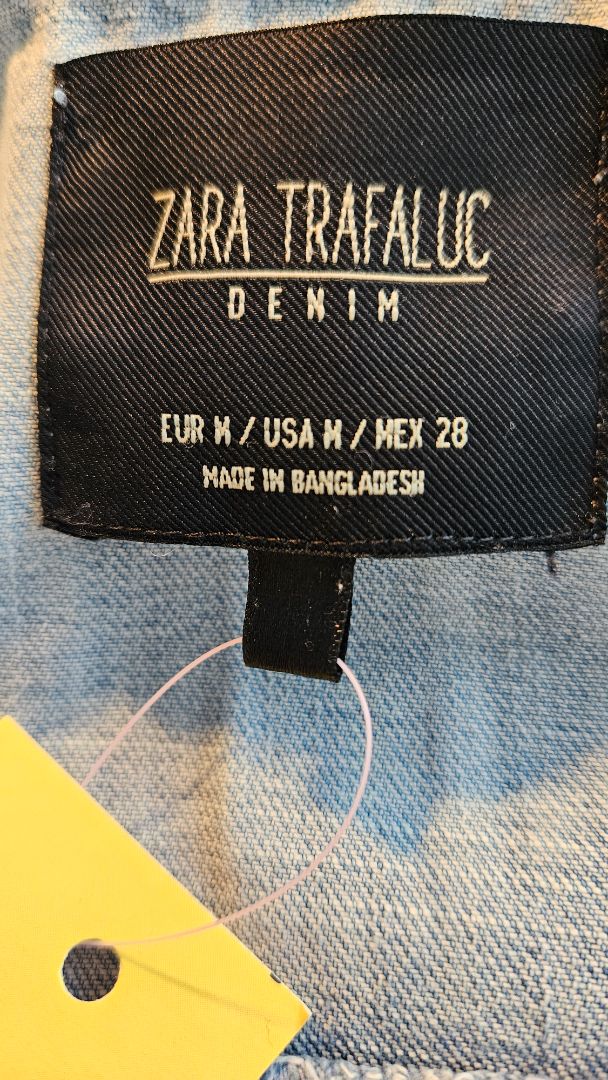 ZARA TRAFALUC
DENIM
EUR M / USA M / MEX 28
MADE IN BANGLADESH